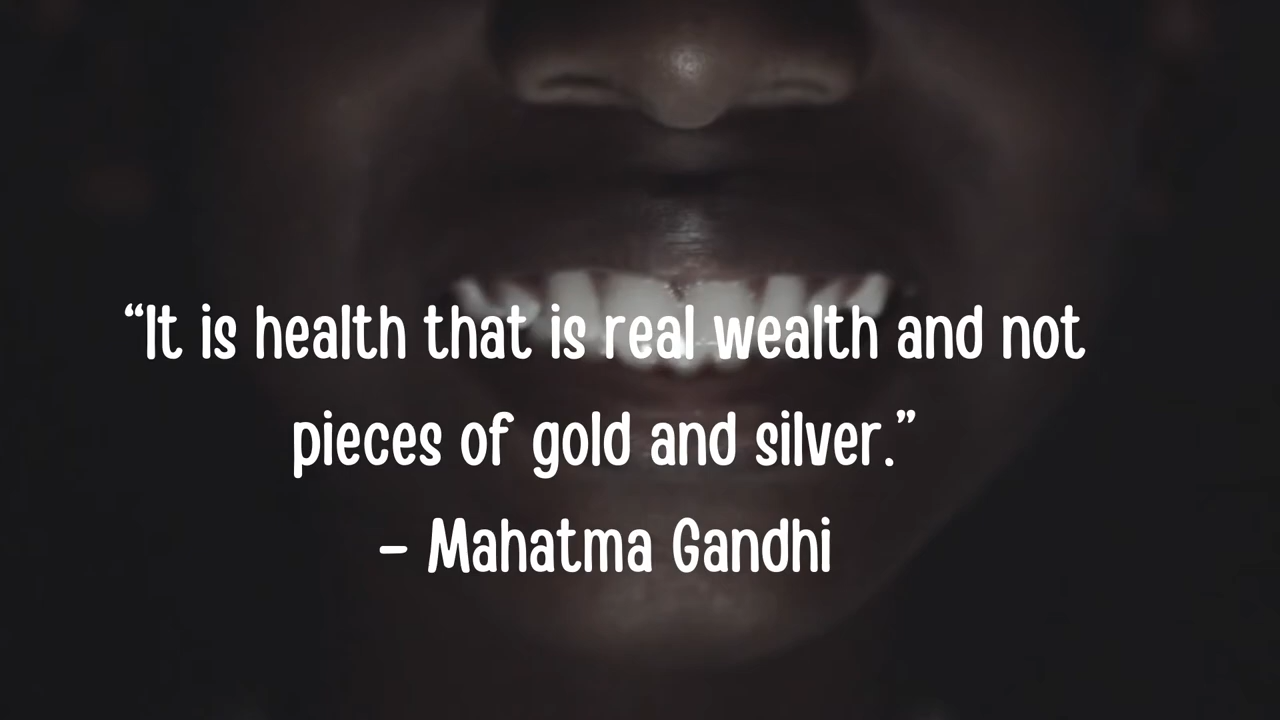 “It is health that is real wealth and not
pieces of gold and silver.”
– Mahatma Gandhi